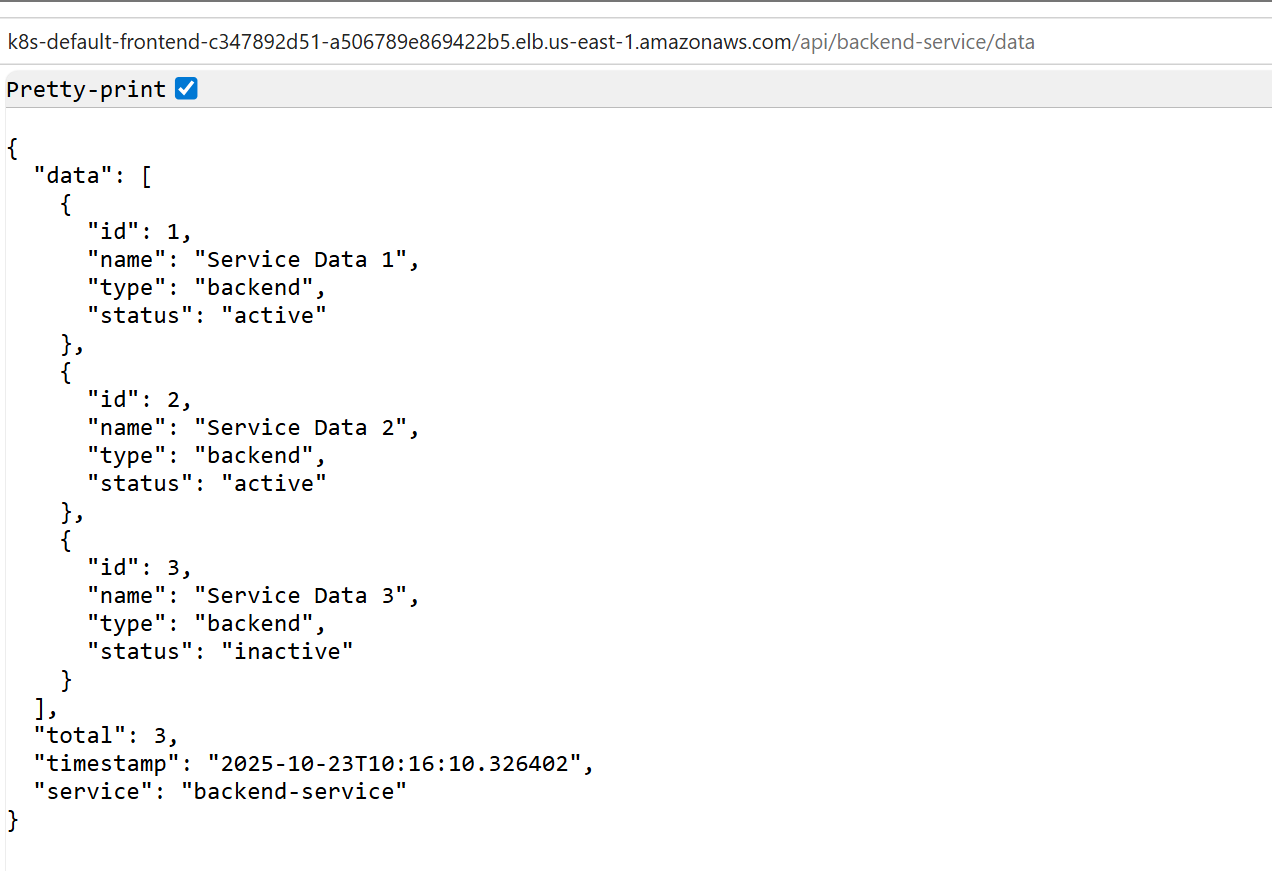 k8s-default-frontend-c347892d51-a506789e869422b5.elb.us-east-1.amazonaws.com/api/backend-service/data
Pretty-print
{
  "data": [
    {
      "id": 1,
      "name": "Service Data 1",
      "type": "backend",
      "status": "active"
    },
    {
      "id": 2,
      "name": "Service Data 2",
      "type": "backend",
      "status": "active"
    },
    {
      "id": 3,
      "name": "Service Data 3",
      "type": "backend",
      "status": "inactive"
    }
  ],
  "total": 3,
  "timestamp": "2025-10-23T10:16:10.326402",
  "service": "backend-service"
}